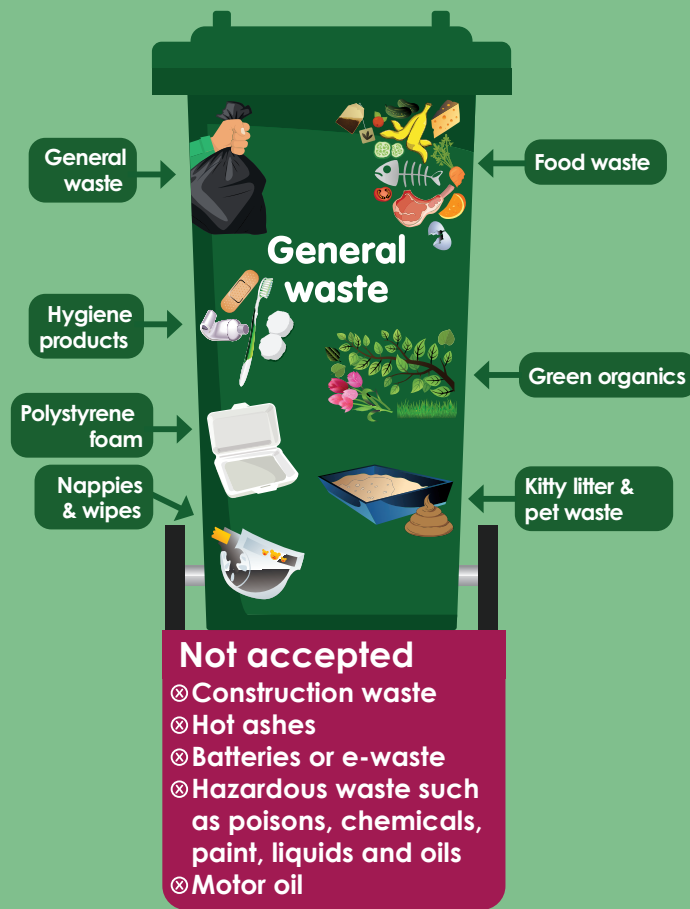 General
waste
Food waste
General
waste
Hygiene
products
Green organics
Polystyrene
foam
Nappies
& wipes
Kitty litter &
pet waste
Not accepted
Construction waste
Hot ashes
Batteries or e-waste
Hazardous waste such
as poisons, chemicals,
paint, liquids and oils
Motor oil